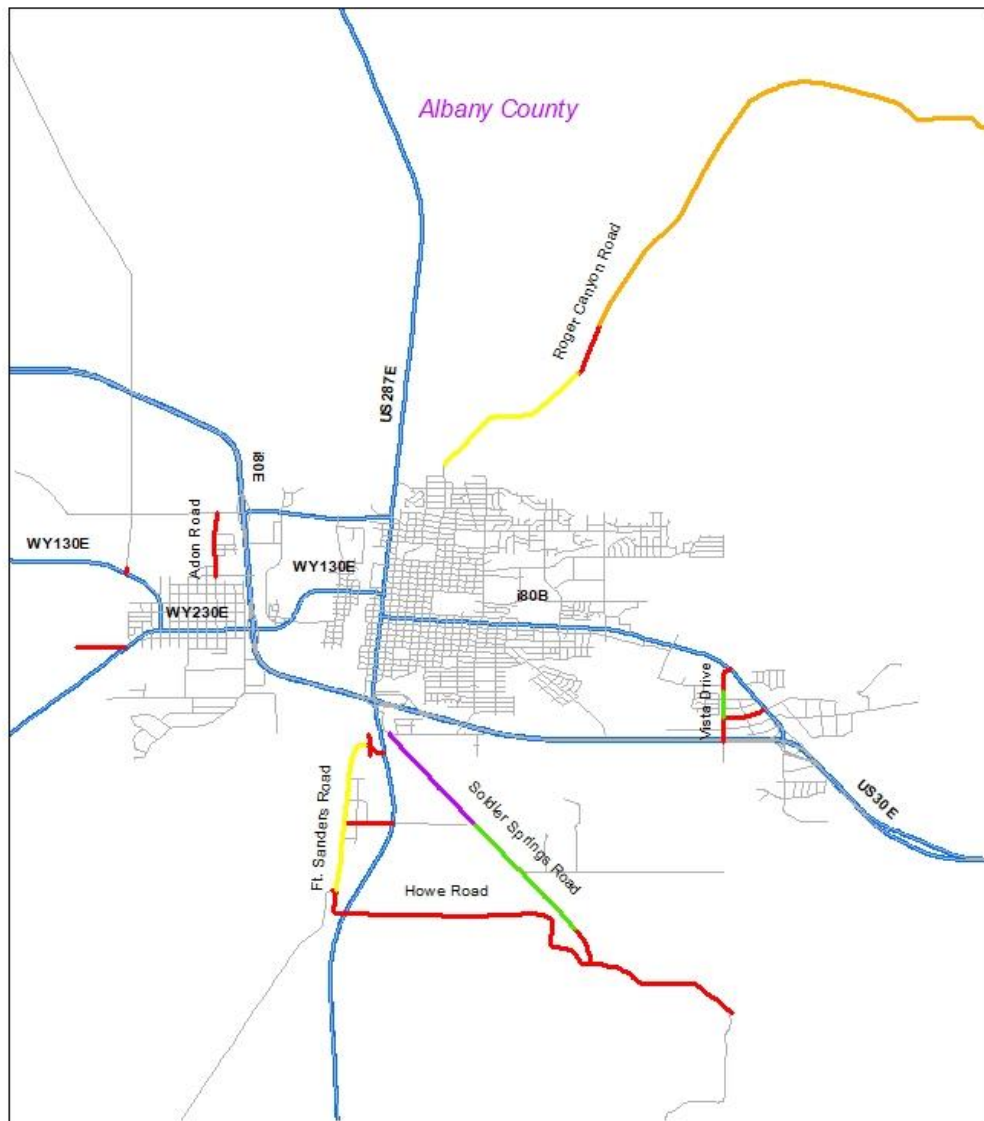 Albany County
Roger Canyon Road
US287E
i80E
Adon Road
WY130E
WY130E
WY230E
i80B
Vista Drive
US30E
Soldier Springs Road
Ft. Sanders Road
Howe Road